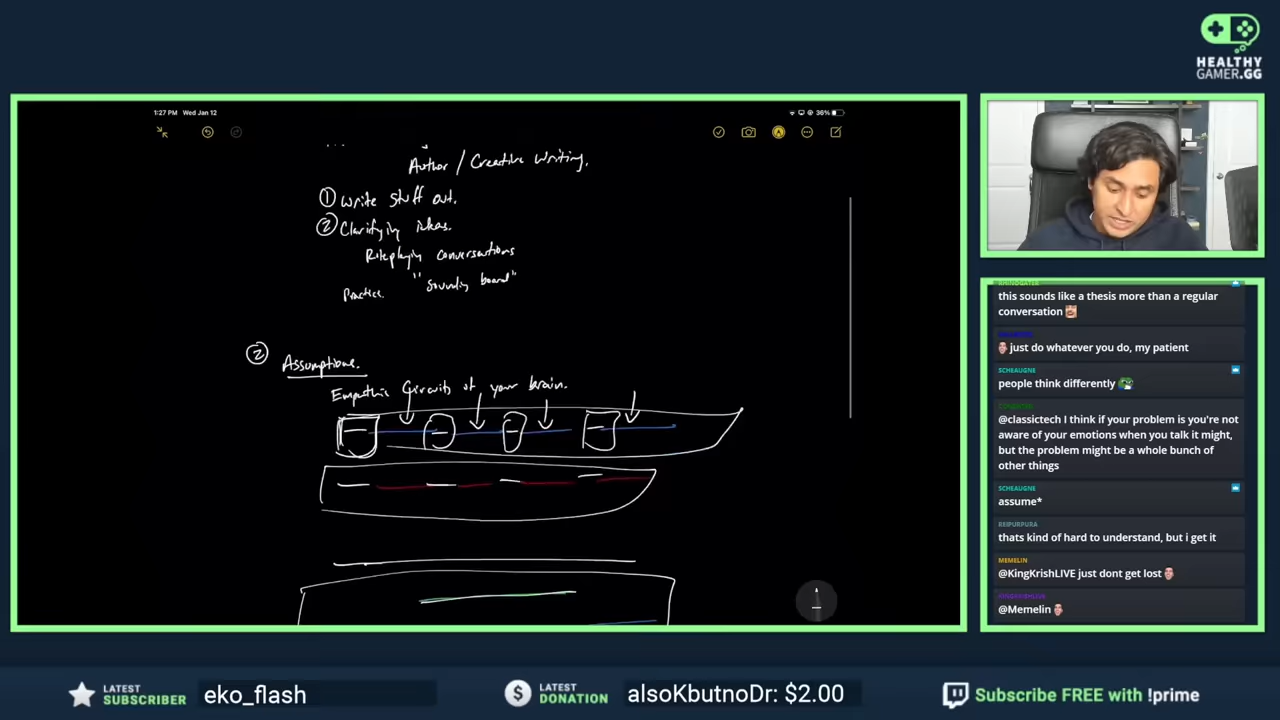 1:27 PM Wed Jan 12
36%
Author / Creative Writing.
① Write stuff out.
② Clarifying ideas.
Roleplaying conversations
"Sounding board"
Practice.
② Assumptions.
Empathic Circuits of your brain.
HEALTHY
GAMER.GG
this sounds like a thesis more than a regular
conversation
just do whatever you do, my patient
SCHEAUGNE
people think differently
@classictech I think if your problem is you're not
aware of your emotions when you talk it might,
but the problem might be a whole bunch of
other things
SCHEAUGNE
assume*
REIPURPURA
thats kind of hard to understand, but i get it
MEMELIN
@KingKrishLIVE just dont get lost
KINGKRISHLIVE
@Memelin
LATEST
SUBSCRIBER
eko_flash
LATEST
DONATION
alsoKbutnoDr: $2.00
Subscribe FREE with !prime